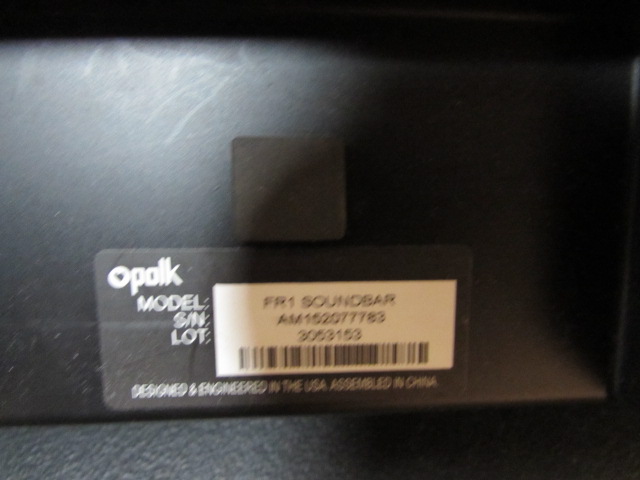 polk
MODEL: FR1 SOUNDBAR
S/N: AM152077783
LOT: 3053153
DESIGNED & ENGINEERED IN THE USA. ASSEMBLED IN CHINA.